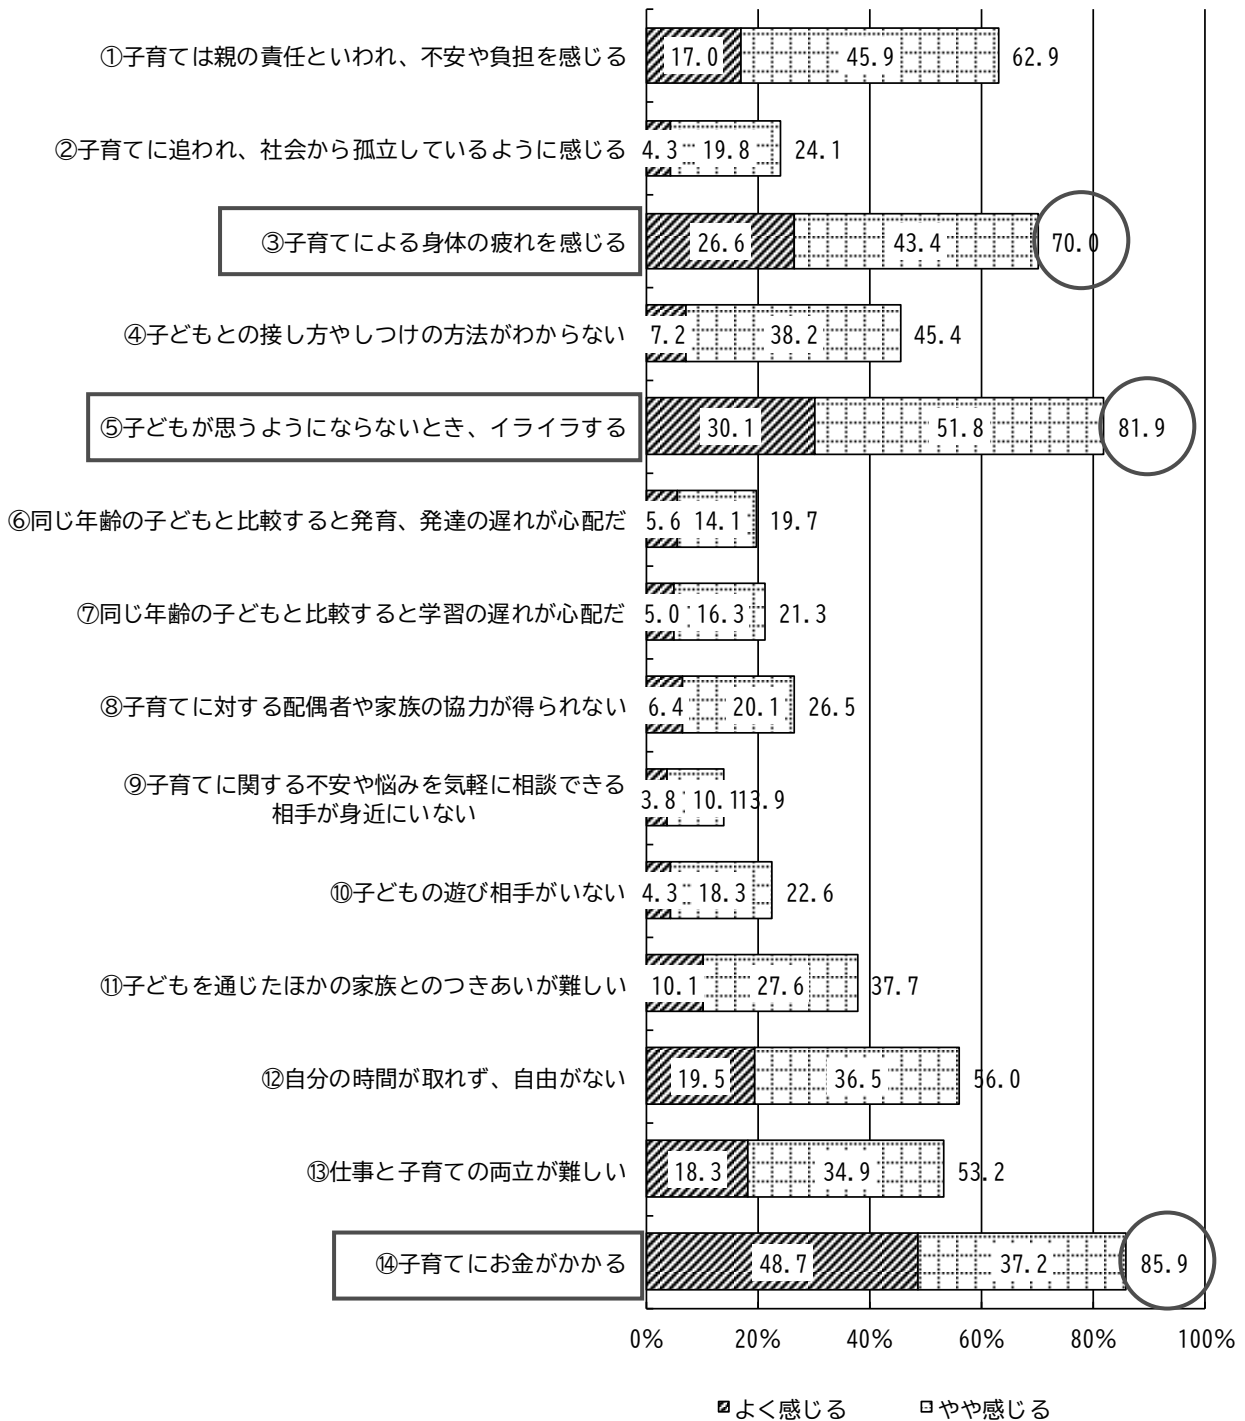 ①子育ては親の責任といわれ、不安や負担を感じる 17.0 45.9 62.9
②子育てに追われ、社会から孤立しているように感じる 4.3 19.8 24.1
③子育てによる身体の疲れを感じる 26.6 43.4 70.0
④子どもとの接し方やしつけの方法がわからない 7.2 38.2 45.4
⑤子どもが思うようにならないとき、イライラする 30.1 51.8 81.9
⑥同じ年齢の子どもと比較すると発育、発達の遅れが心配だ 5.6 14.1 19.7
⑦同じ年齢の子どもと比較すると学習の遅れが心配だ 5.0 16.3 21.3
⑧子育てに対する配偶者や家族の協力が得られない 6.4 20.1 26.5
⑨子育てに関する不安や悩みを気軽に相談できる
相手が身近にいない 3.8 10.1 13.9
⑩子どもの遊び相手がいない 4.3 18.3 22.6
⑪子どもを通じたほかの家族とのつきあいが難しい 10.1 27.6 37.7
⑫自分の時間が取れず、自由がない 19.5 36.5 56.0
⑬仕事と子育ての両立が難しい 18.3 34.9 53.2
⑭子育てにお金がかかる 48.7 37.2 85.9
0% 20% 40% 60% 80% 100%
よく感じる やや感じる